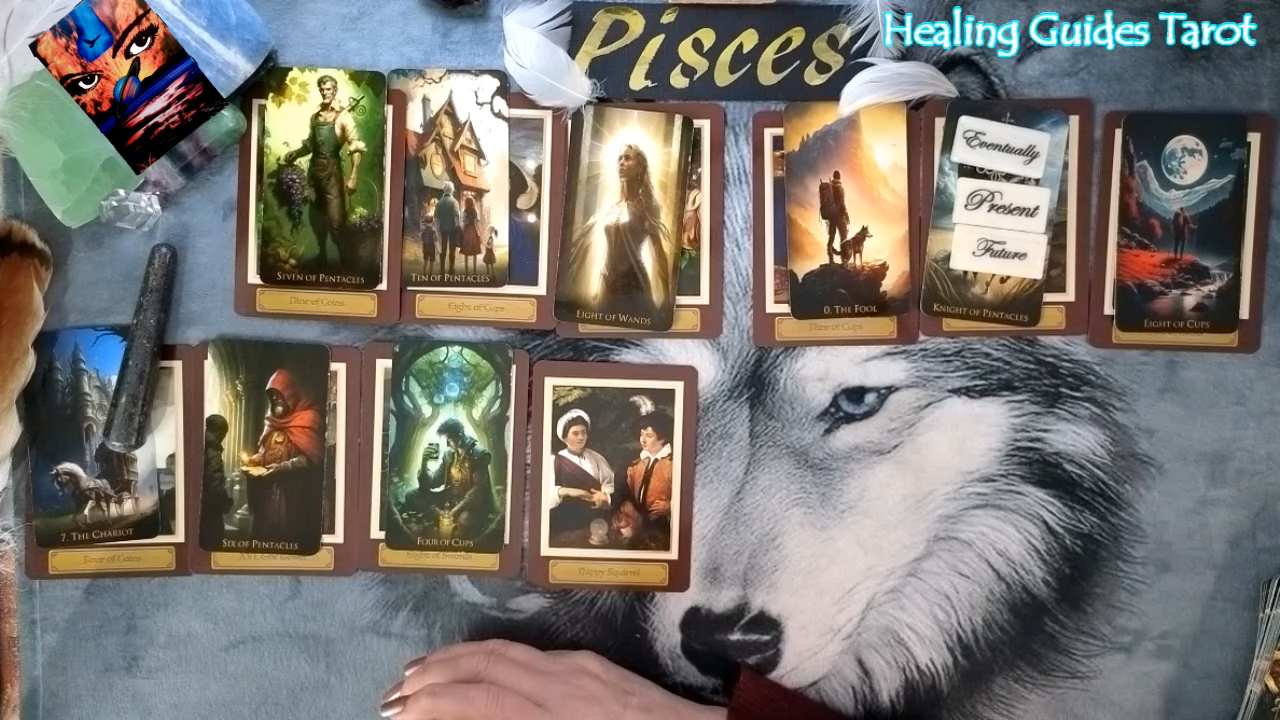 Pisces
Healing Guides Tarot
SEVEN OF PENTACLES
TEN OF PENTACLES
EIGHT OF WANDS
0. THE FOOL
Eventually
Present
Future
KNIGHT OF PENTACLES
EIGHT OF CUPS
Nine of Coins
Eight of Cups
Nine of Cups
7. THE CHARIOT
SIX OF PENTACLES
FOUR OF CUPS
Four of Coins
Eight of Swords
Happy Squirrel